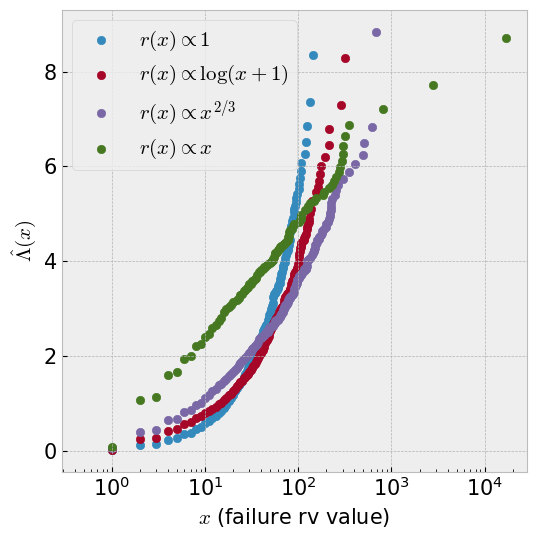 r(x) ∝ 1
r(x) ∝ log(x + 1)
r(x) ∝ x^{2/3}
r(x) ∝ x
8
6
4
2
0
Λ̂(x)
10^0 10^1 10^2 10^3 10^4
x (failure rv value)